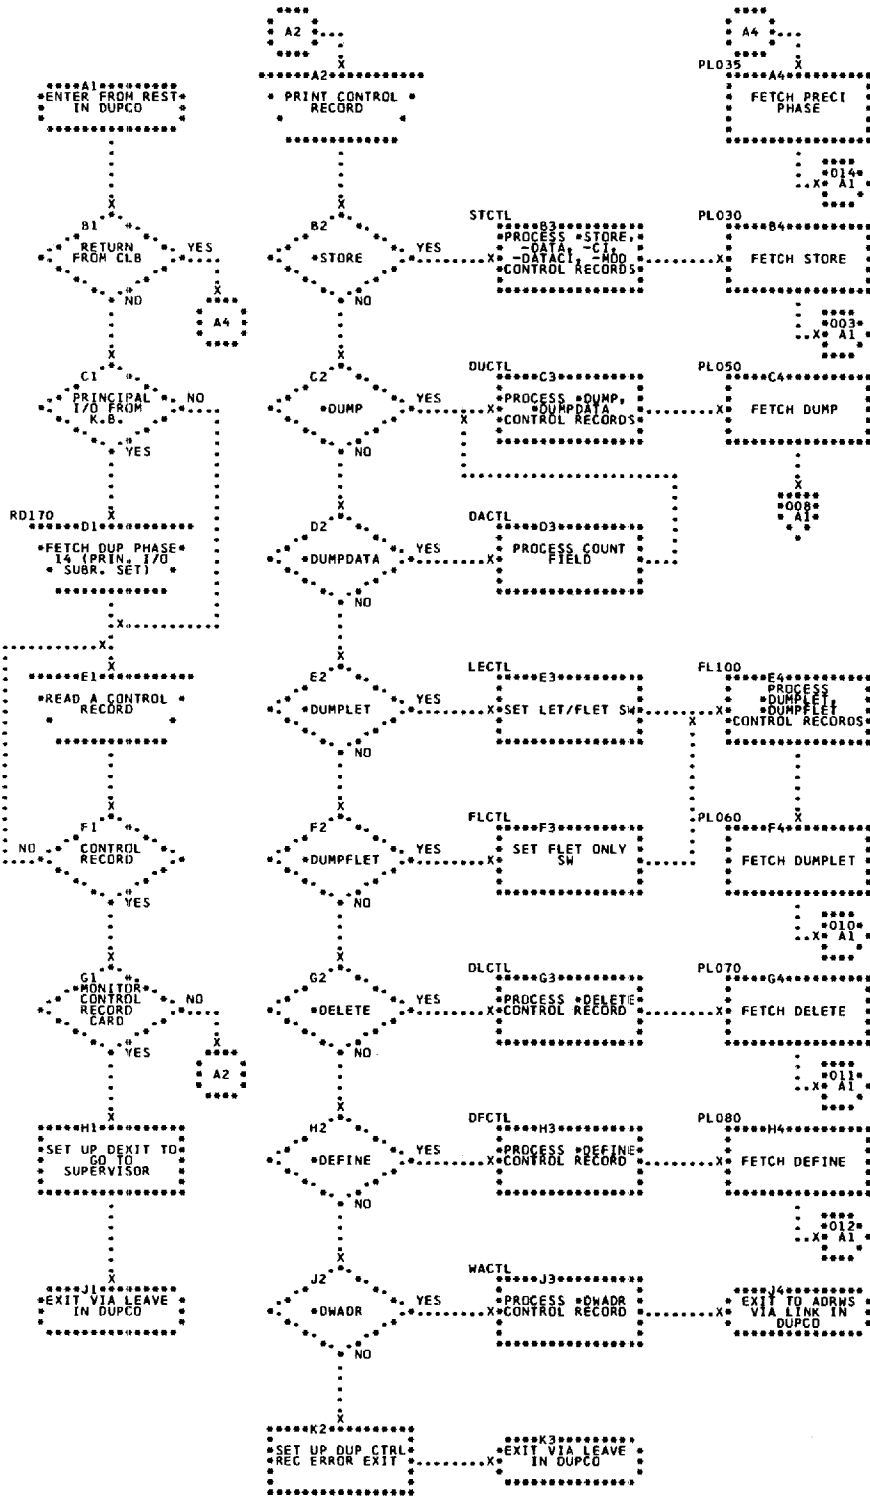 A2
A4
PL035
A1
ENTER FROM REST
IN DUPCO
A2
PRINT CONTROL
RECORD
A4
FETCH PRECI
PHASE
014
A1
B1
RETURN
FROM CLB
YES
NO
A4
B2
*STORE
YES
NO
STCTL
B3
PROCESS *STORE,
-DATA, -CI,
-DATACI, -MOD
CONTROL RECORDS
PL030
B4
FETCH STORE
003
A1
C1
PRINCIPAL
I/O FROM
K.B.
NO
YES
C2
*DUMP
YES
NO
DUCTL
C3
PROCESS *DUMP,
*DUMPDATA
CONTROL RECORDS
PL050
C4
FETCH DUMP
008
A1
RD170
D1
FETCH DUP PHASE
14 (PRIN. I/O
SUBR. SET)
D2
*DUMPDATA
YES
NO
DACTL
D3
PROCESS COUNT
FIELD
E1
READ A CONTROL
RECORD
E2
*DUMPLET
YES
NO
LECTL
E3
SET LET/FLET SW
FL100
E4
PROCESS
*DUMPLET,
*DUMPFLET
CONTROL RECORDS
F1
CONTROL
RECORD
NO
YES
F2
*DUMPFLET
YES
NO
FLCTL
F3
SET FLET ONLY
SW
PL060
F4
FETCH DUMPLET
010
A1
G1
MONITOR
CONTROL
RECORD
CARD
NO
YES
A2
G2
*DELETE
YES
NO
DLCTL
G3
PROCESS *DELETE
CONTROL RECORD
PL070
G4
FETCH DELETE
011
A1
H1
SET UP DEXIT TO
GO TO
SUPERVISOR
H2
*DEFINE
YES
NO
DFCTL
H3
PROCESS *DEFINE
CONTROL RECORD
PL080
H4
FETCH DEFINE
012
A1
J1
EXIT VIA LEAVE
IN DUPCO
J2
*DWADR
YES
NO
WACTL
J3
PROCESS *DWADR
CONTROL RECORD
J4
EXIT TO ADRWS
VIA LINK IN
DUPCO
K2
SET UP DUP CTRL
REC ERROR EXIT
K3
EXIT VIA LEAVE
IN DUPCO